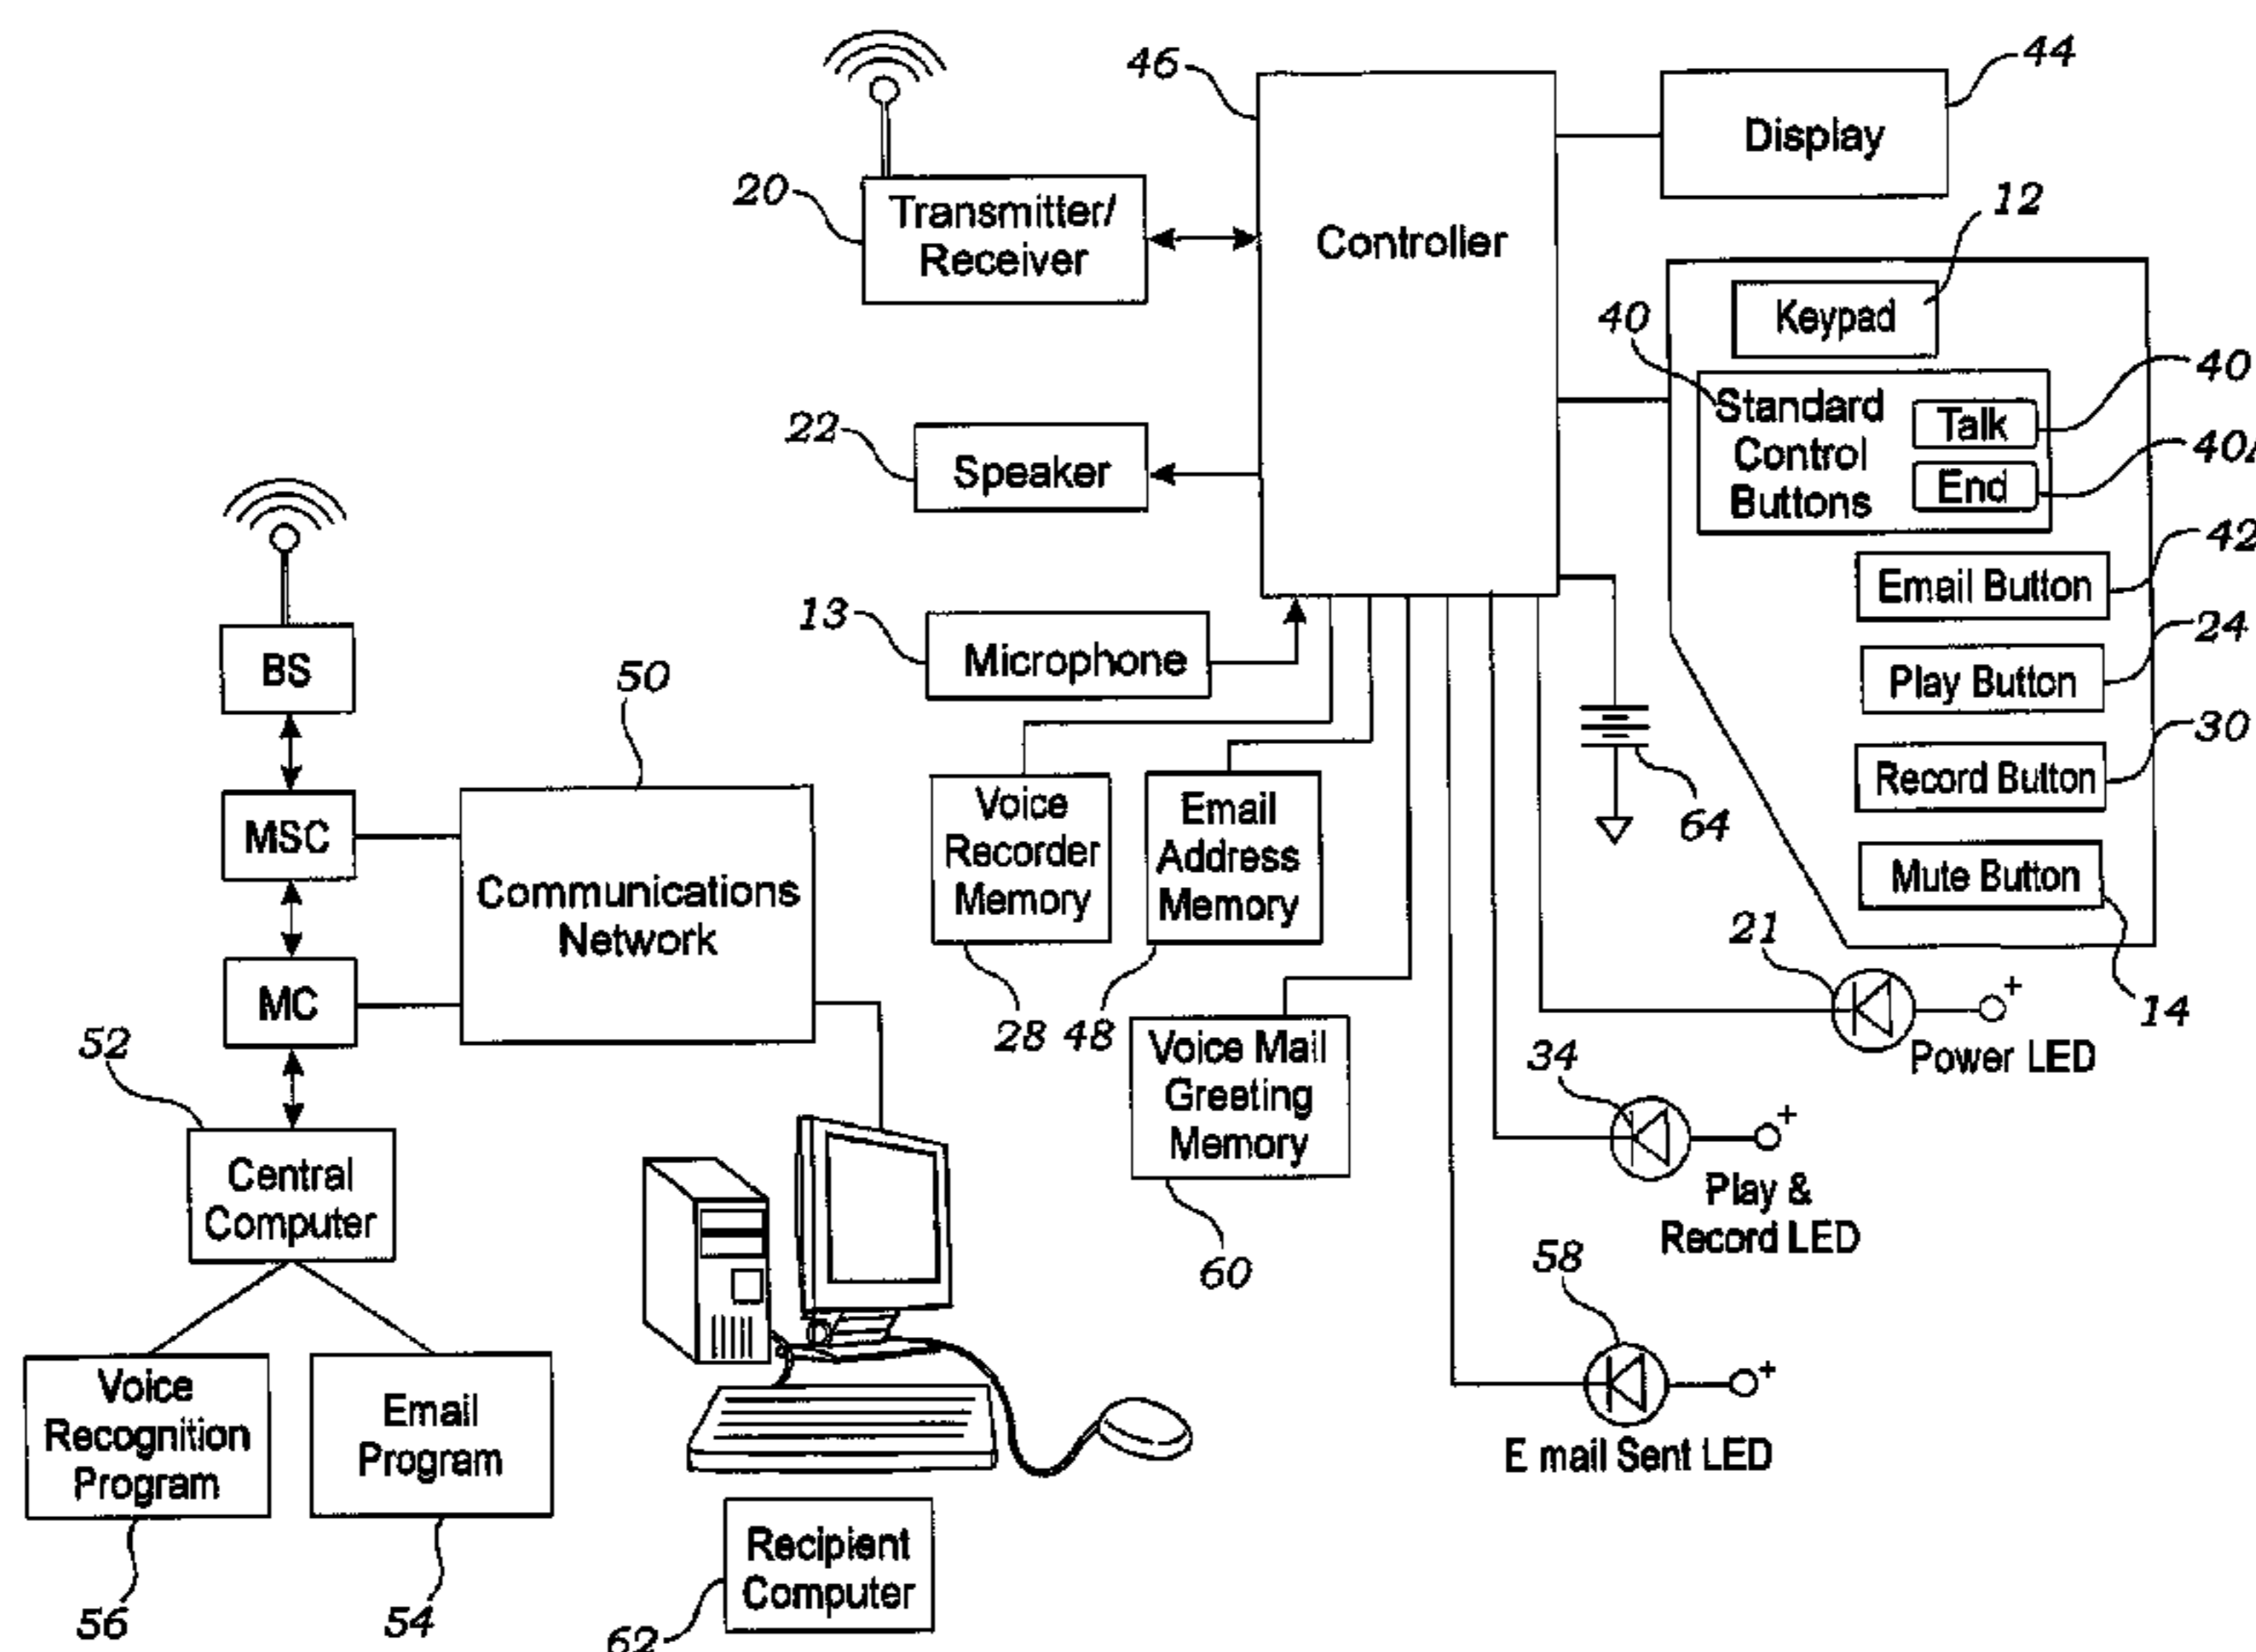 46
44
Display
20
Transmitter/
Receiver
Controller
12
Keypad
40
Standard
Control
Buttons
Talk
40
End
40A
22
Speaker
Email Button
42
13
Microphone
Play Button
24
Record Button
30
64
Mute Button
14
BS
MSC
MC
50
Communications
Network
Voice
Recorder
Memory
28
Email
Address
Memory
48
Voice Mail
Greeting
Memory
60
21
+
Power LED
34
+
Play &
Record LED
58
+
E mail Sent LED
52
Central
Computer
Voice
Recognition
Program
56
Email
Program
54
Recipient
Computer
62